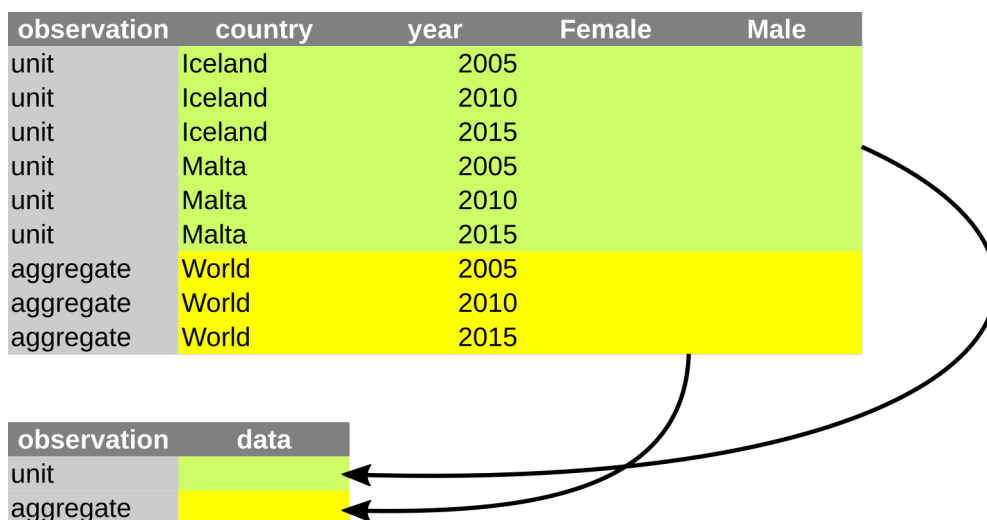 observation country year Female Male
unit Iceland 2005
unit Iceland 2010
unit Iceland 2015
unit Malta 2005
unit Malta 2010
unit Malta 2015
aggregate World 2005
aggregate World 2010
aggregate World 2015
observation data
unit
aggregate